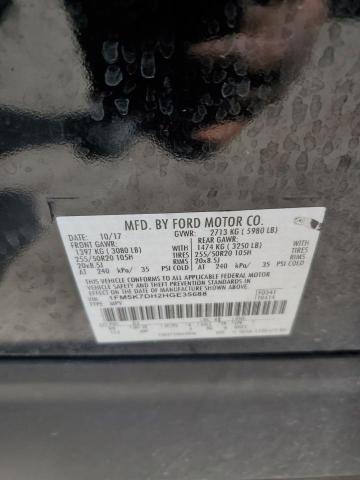 MFD. BY FORD MOTOR CO.
DATE: 10/17 GVWR: 2713 KG ( 5980 LB)
FRONT GAWR: REAR GAWR:
1397 KG ( 3080 LB) 1474 KG ( 3250 LB)
255/50R20 105H TIRES 255/50R20 105H TIRES
20x8.5J RIMS 20x8.5J RIMS
AT 240 kPa/ 35 PSI COLD AT 240 kPa/ 35 PSI COLD
THIS VEHICLE CONFORMS TO ALL APPLICABLE FEDERAL
MOTOR VEHICLE SAFETY AND THEFT PREVENTION STANDARDS IN
EFFECT ON THE DATE OF MANUFACTURE SHOWN ABOVE.
VIN: 1FM5K7DH2HGE35688
TYPE: MPV